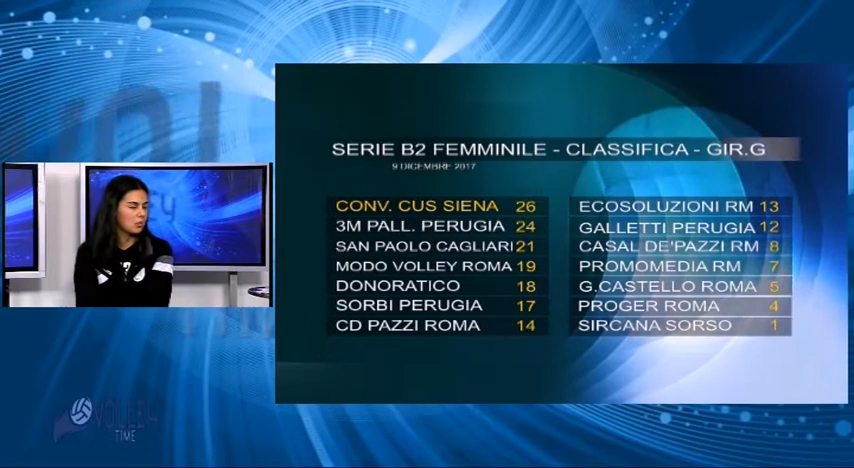 SERIE B2 FEMMINILE - CLASSIFICA - GIR.G
9 DICEMBRE 2017
CONV. CUS SIENA 26
3M PALL. PERUGIA 24
SAN PAOLO CAGLIARI 21
MODO VOLLEY ROMA 19
DONORATICO 18
SORBI PERUGIA 17
CD PAZZI ROMA 14
ECOSOLUZIONI RM 13
GALLETTI PERUGIA 12
CASAL DE'PAZZI RM 8
PROMOMEDIA RM 7
G.CASTELLO ROMA 5
PROGER ROMA 4
SIRCANA SORSO 1
VOLLEY
TIME